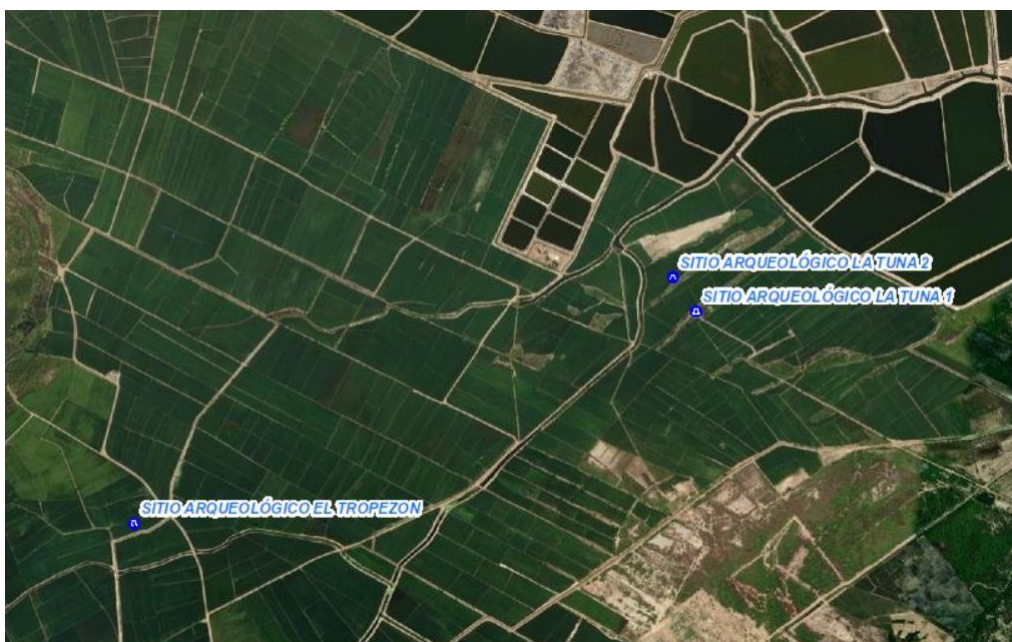 SITIO ARQUEOLÓGICO LA TUNA 2
SITIO ARQUEOLÓGICO LA TUNA 1
SITIO ARQUEOLÓGICO EL TROPEZON